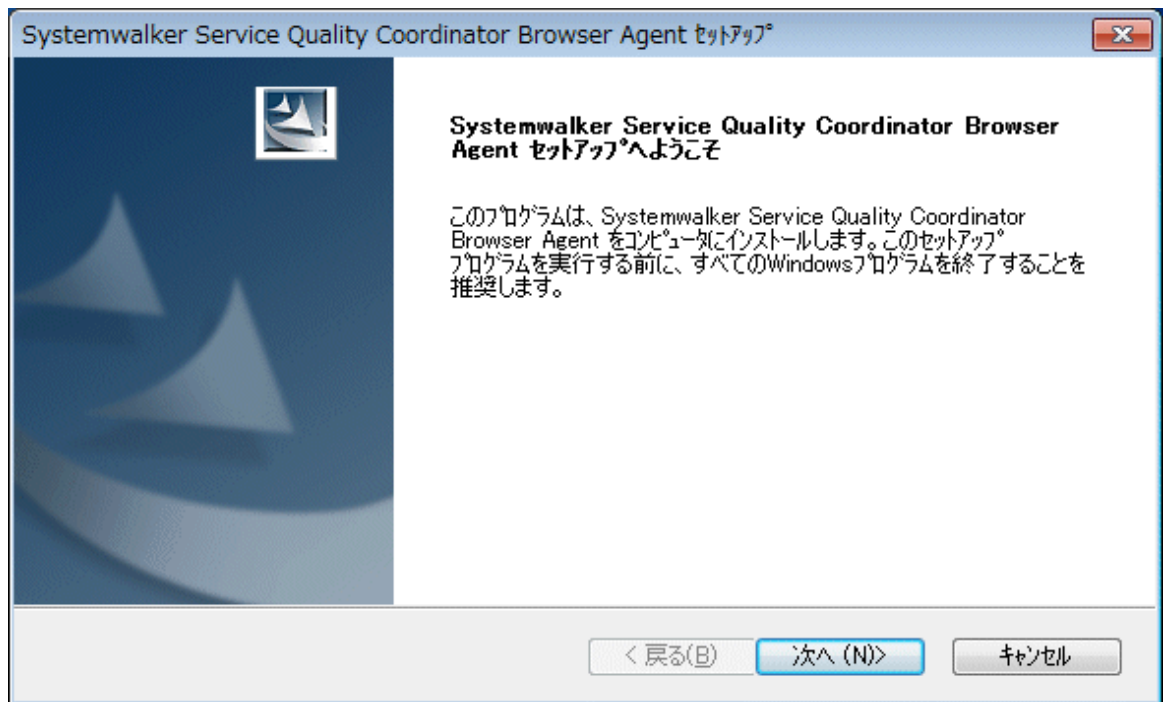 Systemwalker Service Quality Coordinator Browser Agent ｾｯﾄｱｯﾌﾟ
Systemwalker Service Quality Coordinator Browser
Agent ｾｯﾄｱｯﾌﾟへようこそ
このﾌﾟﾛｸﾞﾗﾑは、Systemwalker Service Quality Coordinator
Browser Agent をｺﾝﾋﾟｭｰﾀにｲﾝｽﾄｰﾙします。このｾｯﾄｱｯﾌﾟ
ﾌﾟﾛｸﾞﾗﾑを実行する前に、すべてのWindowsﾌﾟﾛｸﾞﾗﾑを終了することを
推奨します。
< 戻る(B)
次へ (N)>
ｷｬﾝｾﾙ